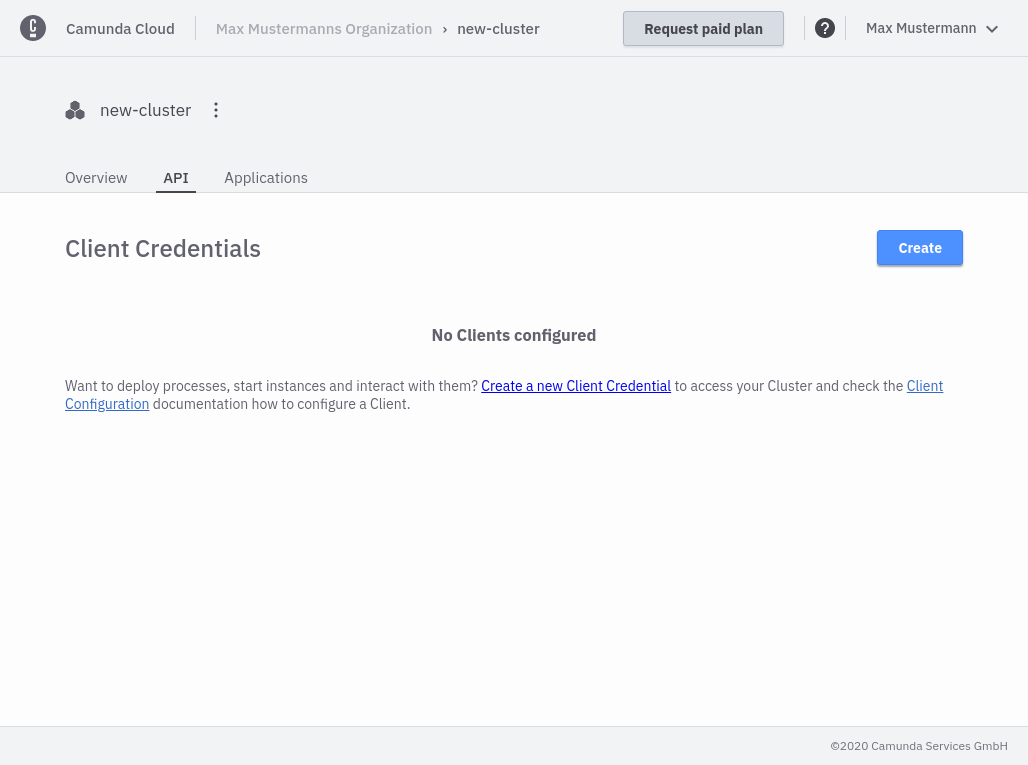 Camunda Cloud Max Mustermanns Organization › new-cluster Request paid plan ? Max Mustermann
new-cluster
Overview API Applications
Client Credentials Create
No Clients configured
Want to deploy processes, start instances and interact with them? Create a new Client Credential to access your Cluster and check the Client
Configuration documentation how to configure a Client.
©2020 Camunda Services GmbH